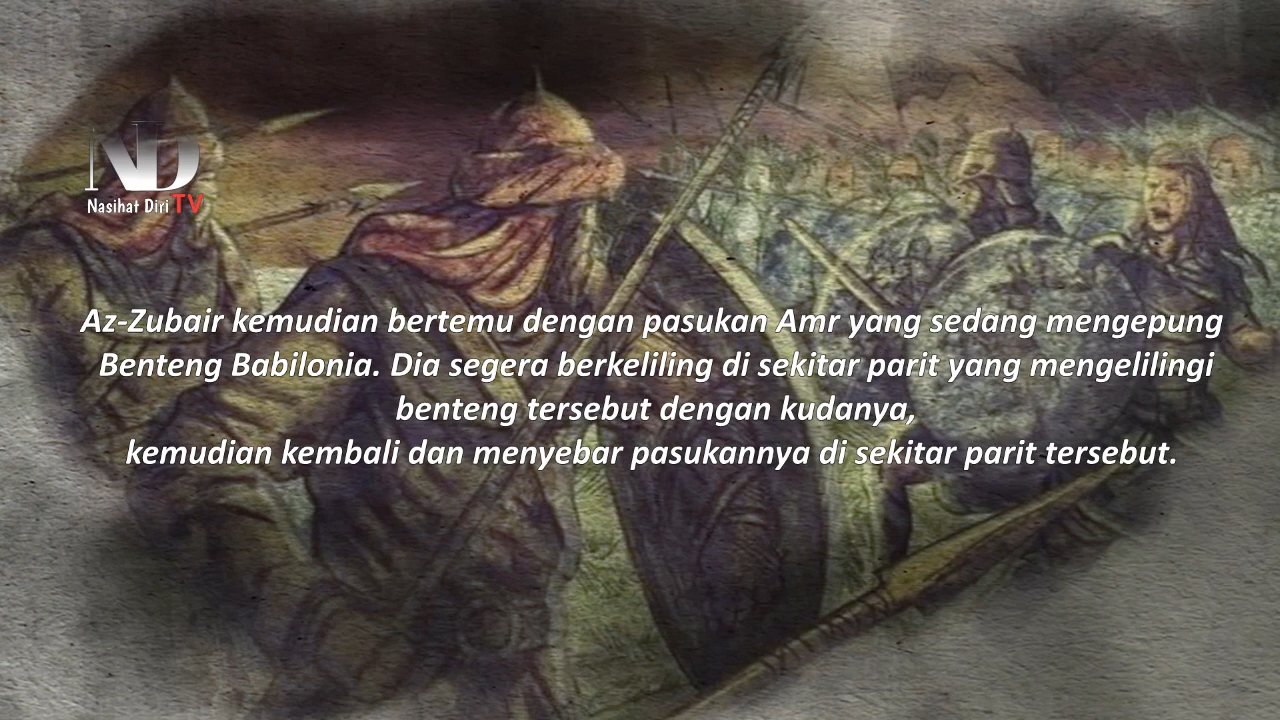 ND
Nasihat Diri TV
Az-Zubair kemudian bertemu dengan pasukan Amr yang sedang mengepung
Benteng Babilonia. Dia segera berkeliling di sekitar parit yang mengelilingi
benteng tersebut dengan kudanya,
kemudian kembali dan menyebar pasukannya di sekitar parit tersebut.